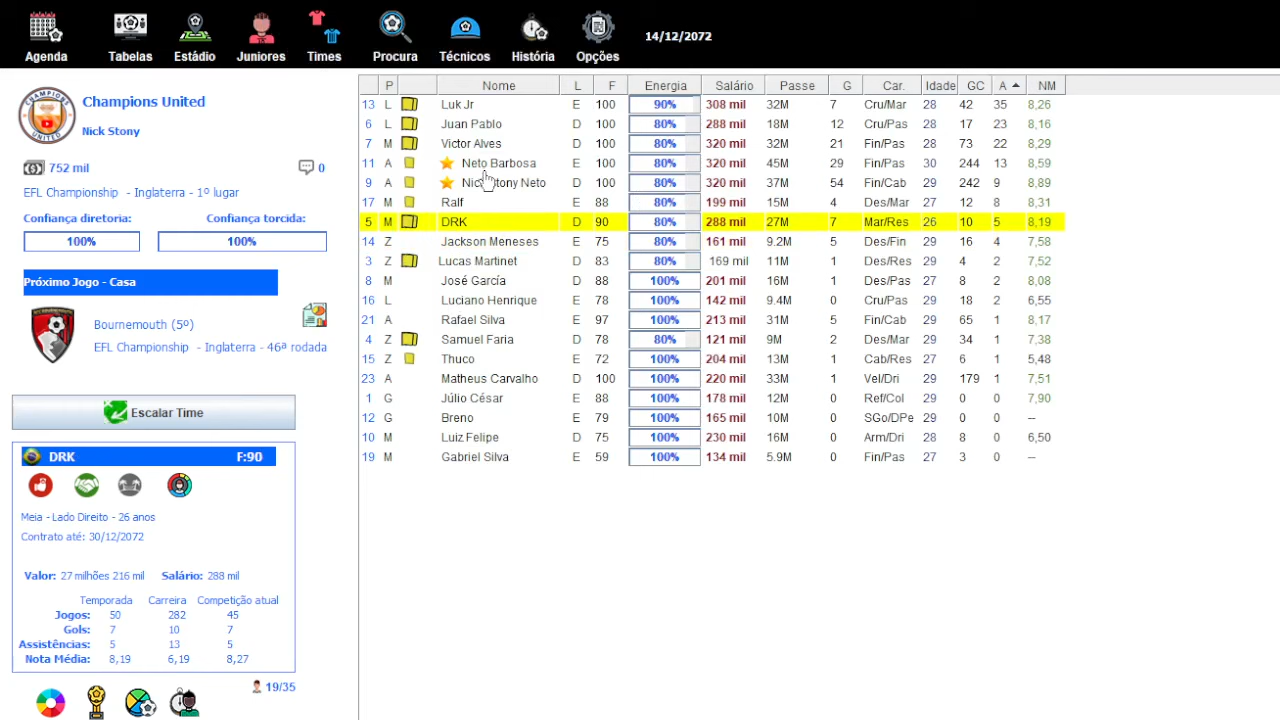 Agenda Tabelas Estádio Juniores Times Procura Técnicos História Opções 14/12/2072
CHAMPIONS UNITED
Champions United
Nick Stony
752 mil 0
EFL Championship - Inglaterra - 1º lugar
Confiança diretoria: Confiança torcida:
100% 100%
Próximo Jogo - Casa
Bournemouth (5º)
EFL Championship - Inglaterra - 46ª rodada
Escalar Time
DRK F:90
Meia - Lado Direito - 26 anos
Contrato até: 30/12/2072
Valor: 27 milhões 216 mil Salário: 288 mil
Temporada Carreira Competição atual
Jogos: 50 282 45
Gols: 7 10 7
Assistências: 5 13 5
Nota Média: 8,19 6,19 8,27
19/35
P Nome L F Energia Salário Passe G Car. Idade GC A NM
13 L Luk Jr E 100 90% 308 mil 32M 7 Cru/Mar 28 42 35 8,26
6 L Juan Pablo D 100 80% 288 mil 18M 12 Cru/Pas 28 17 23 8,16
7 M Victor Alves D 100 80% 320 mil 32M 21 Fin/Pas 28 73 22 8,29
11 A Neto Barbosa E 100 80% 320 mil 45M 29 Fin/Pas 30 244 13 8,59
9 A Nick Stony Neto D 100 80% 320 mil 37M 54 Fin/Cab 29 242 9 8,89
17 M Ralf E 88 80% 199 mil 15M 4 Des/Mar 27 12 8 8,31
5 M DRK D 90 80% 288 mil 27M 7 Mar/Res 26 10 5 8,19
14 Z Jackson Meneses E 75 80% 161 mil 9.2M 5 Des/Fin 29 16 4 7,58
3 Z Lucas Martinet D 83 80% 169 mil 11M 1 Des/Res 29 4 2 7,52
8 M José García D 88 100% 201 mil 16M 1 Des/Pas 27 8 2 8,08
16 L Luciano Henrique E 78 100% 142 mil 9.4M 0 Cru/Pas 29 18 2 6,55
21 A Rafael Silva E 97 100% 213 mil 31M 5 Fin/Cab 29 65 1 8,17
4 Z Samuel Faria D 78 100% 121 mil 9M 2 Des/Mar 29 34 1 7,38
15 Z Thuco E 72 100% 204 mil 13M 1 Cab/Res 27 6 1 5,48
23 A Matheus Carvalho D 100 100% 220 mil 33M 1 Vel/Dri 29 179 1 7,51
1 G Júlio César E 88 100% 178 mil 12M 0 Ref/Col 29 0 0 7,90
12 G Breno E 79 100% 165 mil 10M 0 SGo/DPe 29 0 0 --
10 M Luiz Felipe D 75 100% 230 mil 16M 0 Arm/Dri 28 8 0 6,50
19 M Gabriel Silva E 59 100% 134 mil 5.9M 0 Fin/Pas 27 3 0 --